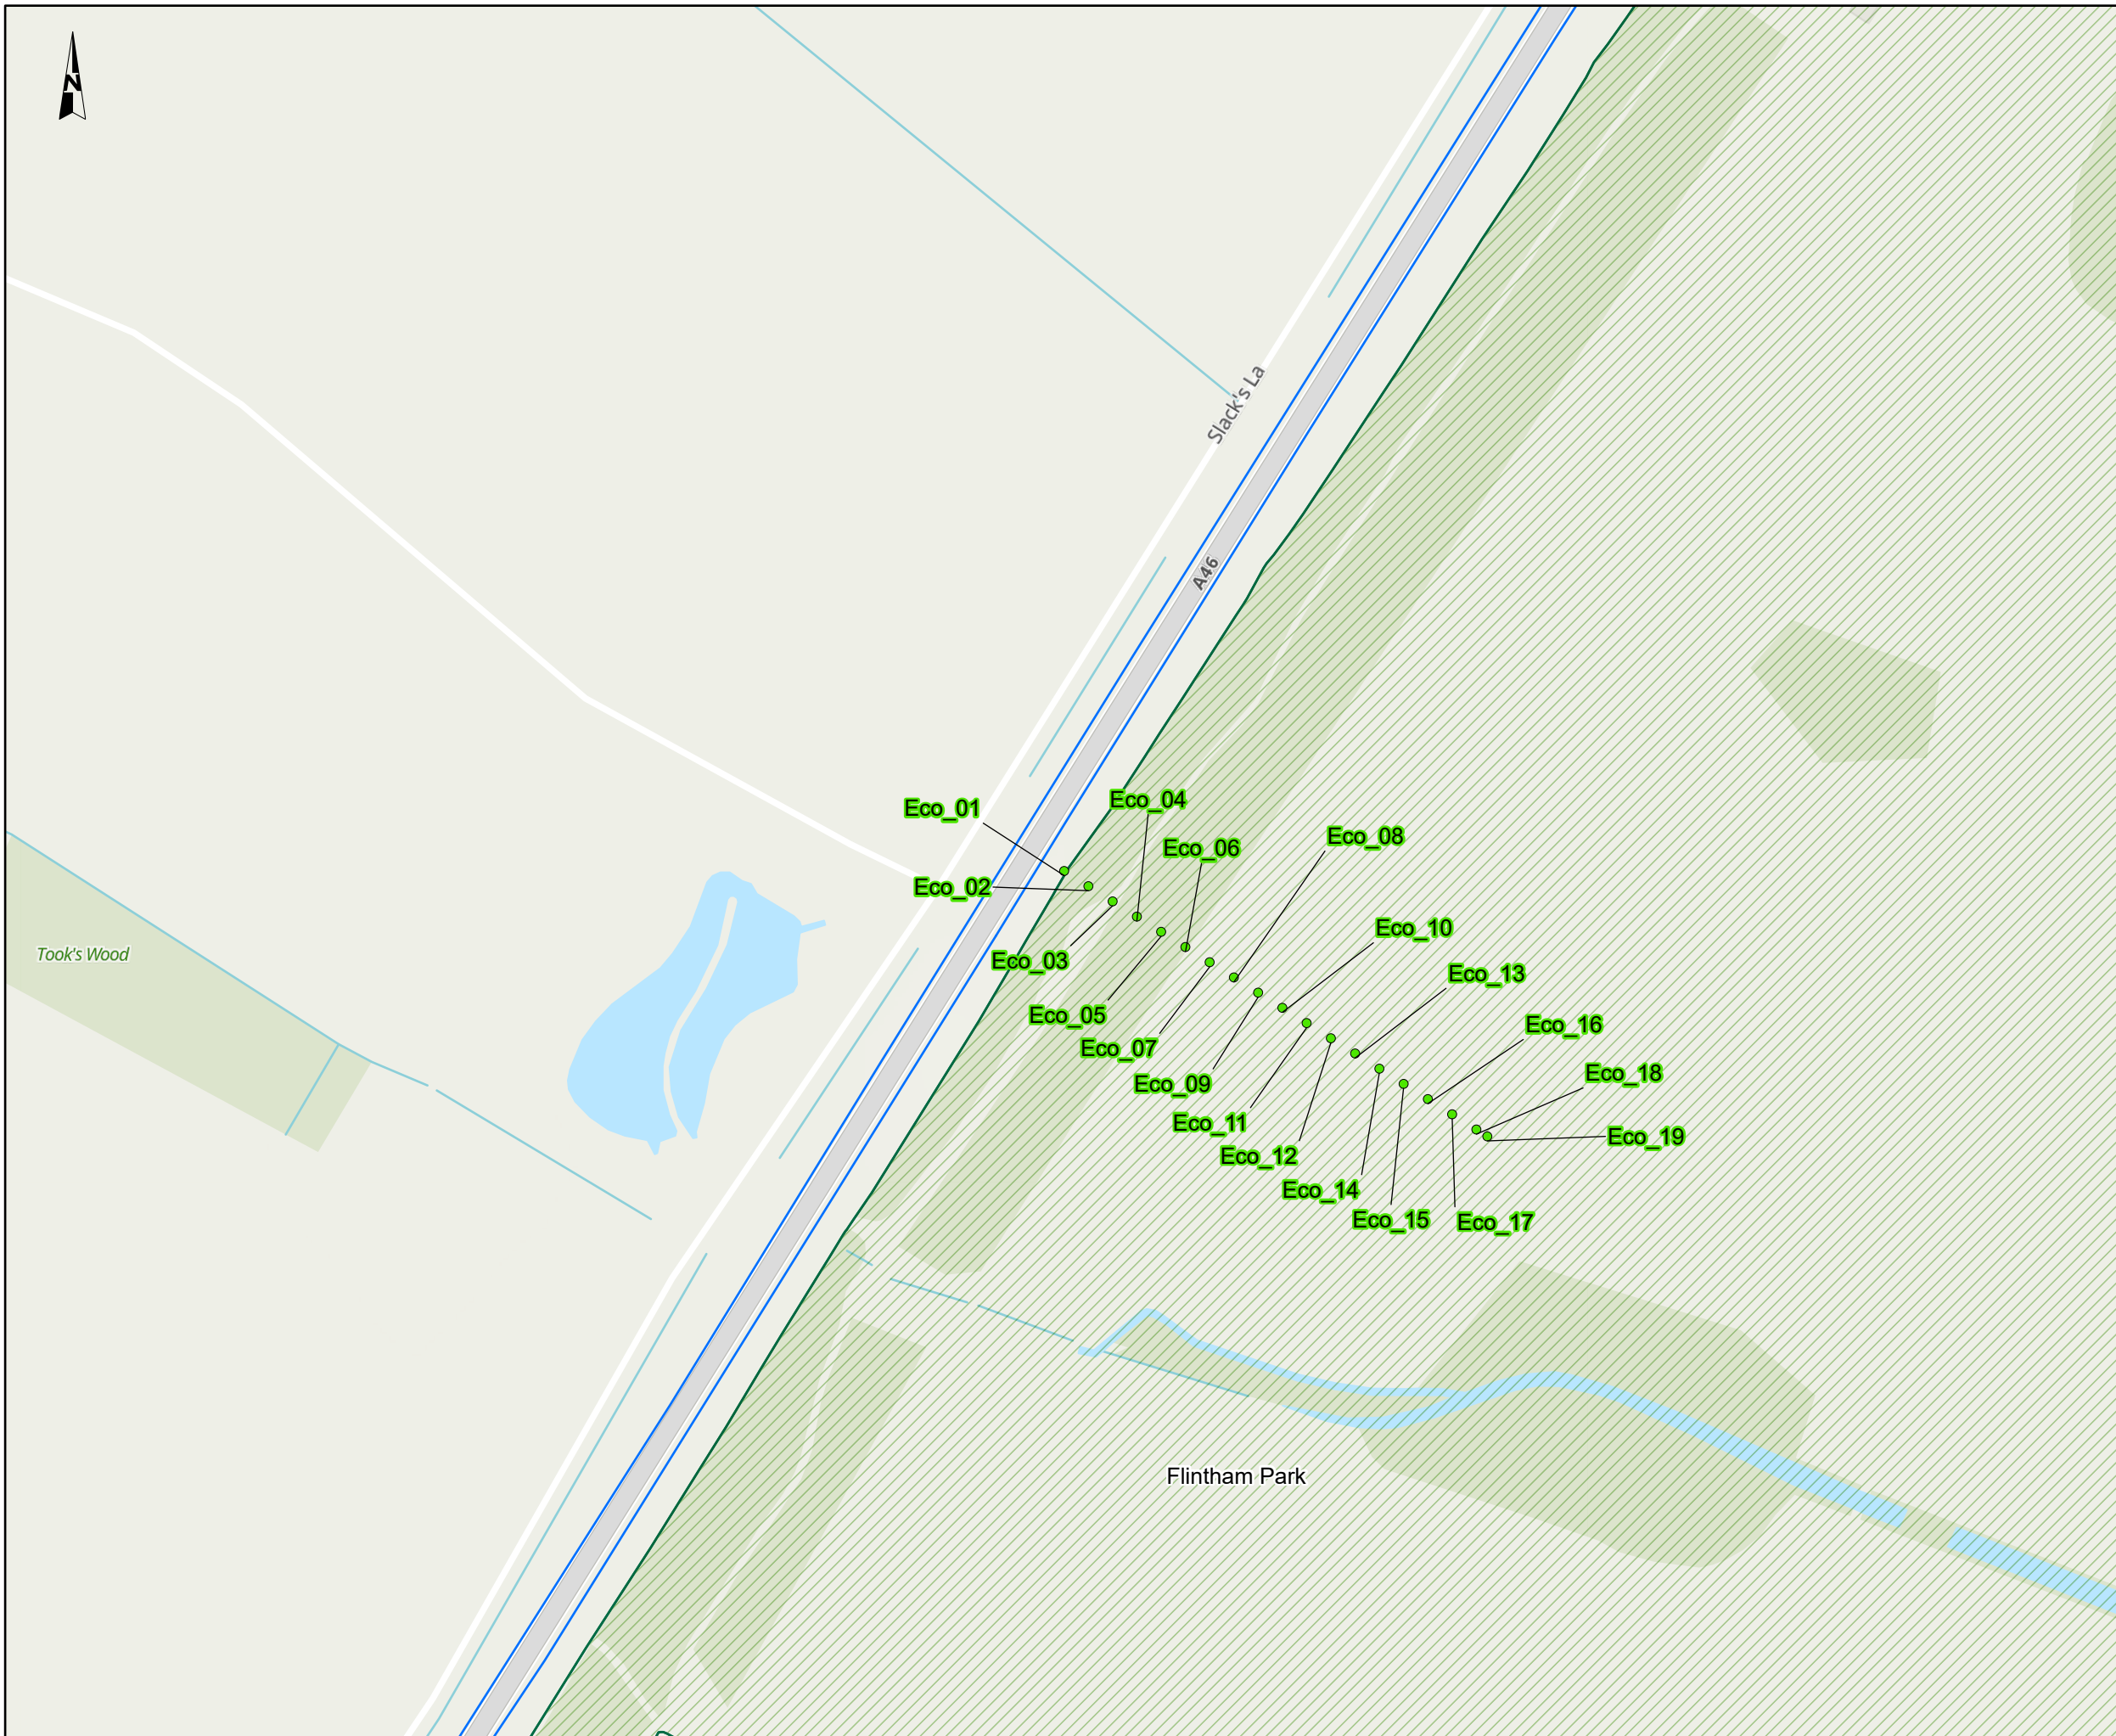 N
Slack's La
A46
Eco_04
Eco_01
Eco_08
Eco_06
Eco_02
Eco_10
Took's Wood
Eco_03
Eco_13
Eco_05
Eco_16
Eco_07
Eco_18
Eco_09
Eco_11
Eco_19
Eco_12
Eco_14
Eco_15
Eco_17
Flintham Park